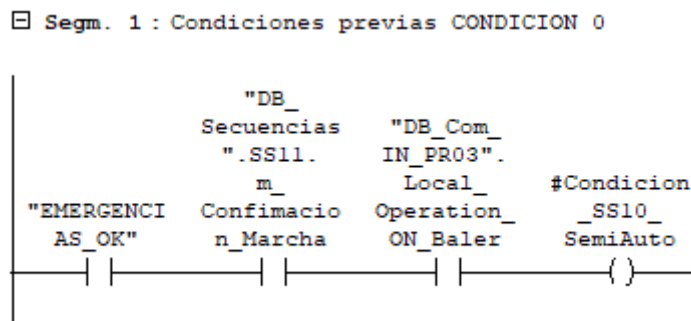 Segm. 1 : Condiciones previas CONDICION 0
"EMERGENCI
AS_OK"
"DB_
Secuencias
".SS11.
m_
Confimacio
n_Marcha
"DB_Com_
IN_PR03".
Local_
Operation_
ON_Baler
#Condicion
_SS10_
SemiAuto